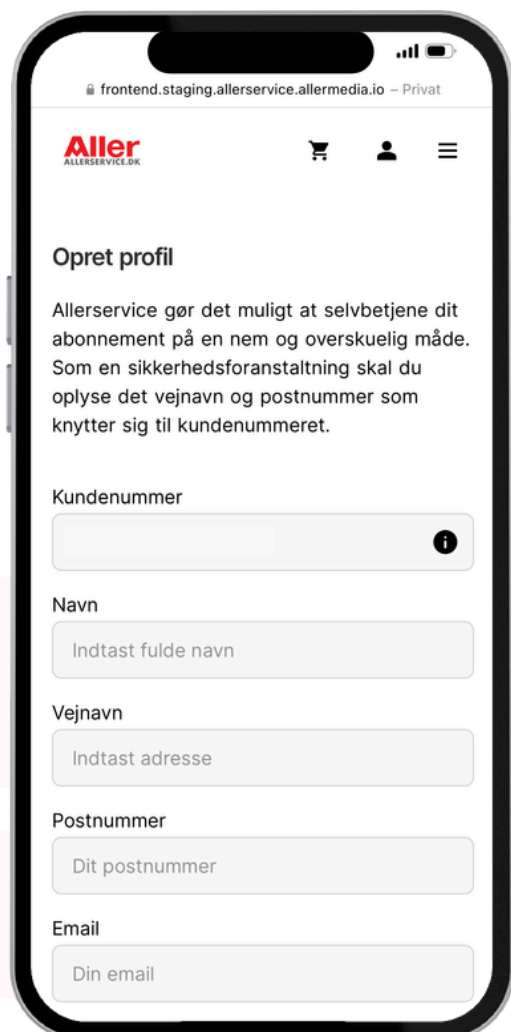 frontend.staging.allerservice.allermedia.io – Privat
Aller
ALLERSERVICE.DK
Opret profil
Allerservice gør det muligt at selvbetjene dit
abonnement på en nem og overskuelig måde.
Som en sikkerhedsforanstaltning skal du
oplyse det vejnavn og postnummer som
knytter sig til kundenummeret.
Kundenummer
Navn
Indtast fulde navn
Vejnavn
Indtast adresse
Postnummer
Dit postnummer
Email
Din email